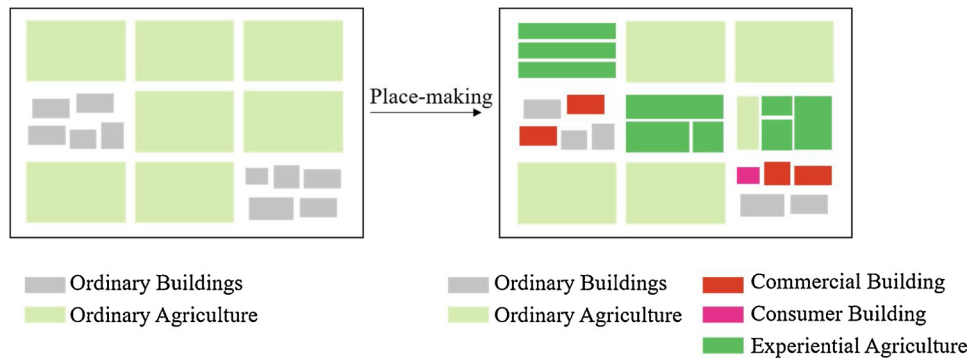 Place-making
Ordinary Buildings
Ordinary Agriculture
Ordinary Buildings
Ordinary Agriculture
Commercial Building
Consumer Building
Experiential Agriculture